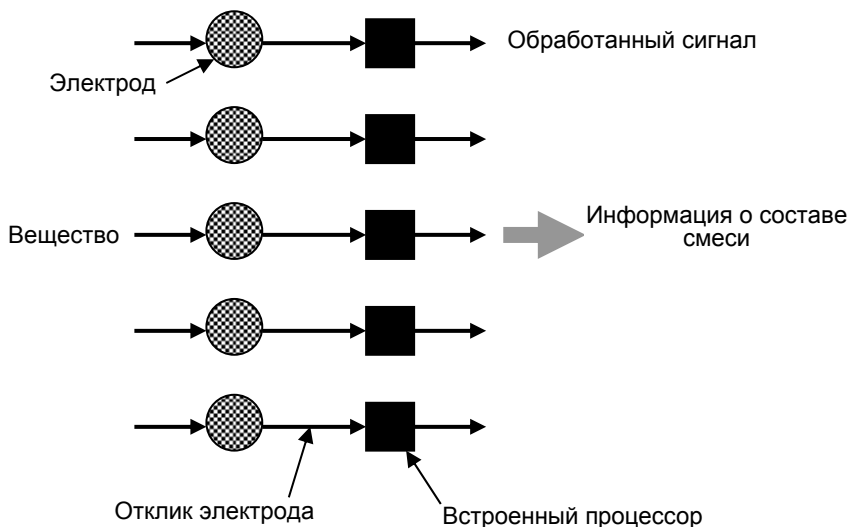 Обработанный сигнал
Электрод
Вещество
Информация о составе
смеси
Отклик электрода
Встроенный процессор